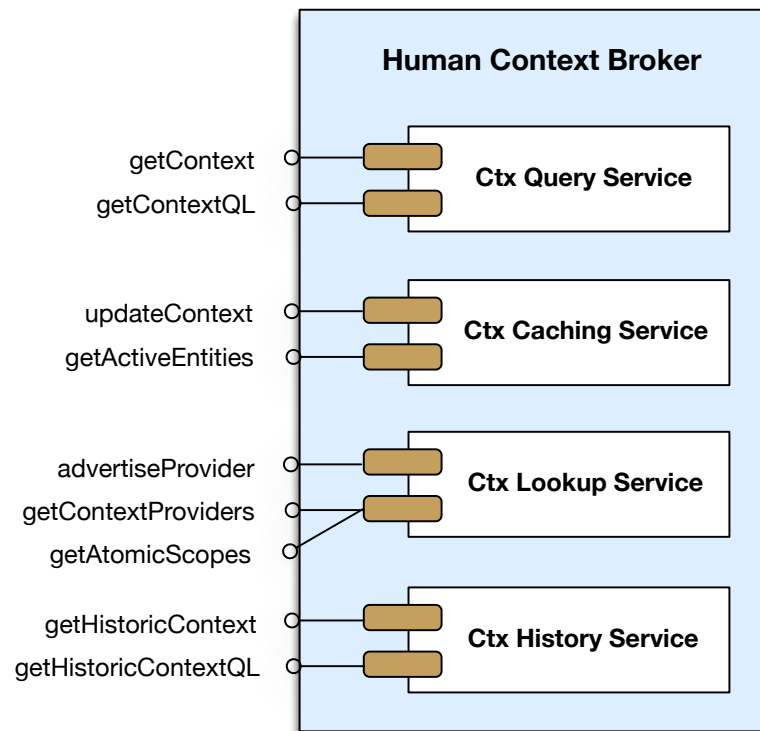 Human Context Broker
getContext
getContextQL
Ctx Query Service
updateContext
getActiveEntities
Ctx Caching Service
advertiseProvider
getContextProviders
getAtomicScopes
Ctx Lookup Service
getHistoricContext
getHistoricContextQL
Ctx History Service